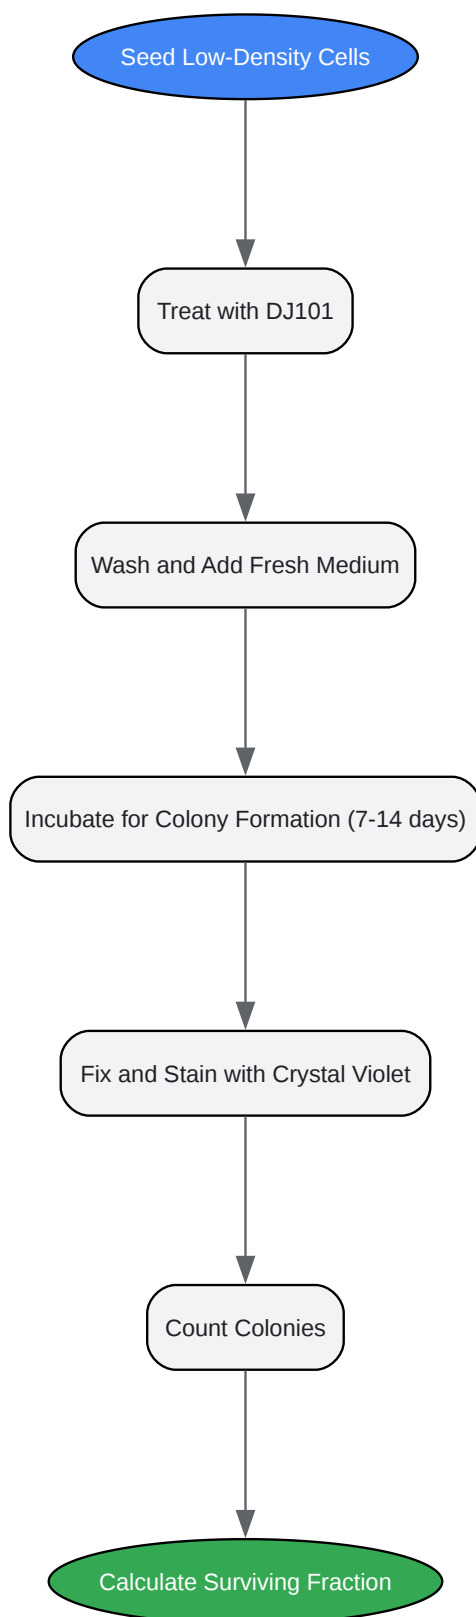 Seed Low-Density Cells
Treat with DJ101
Wash and Add Fresh Medium
Incubate for Colony Formation (7-14 days)
Fix and Stain with Crystal Violet
Count Colonies
Calculate Surviving Fraction